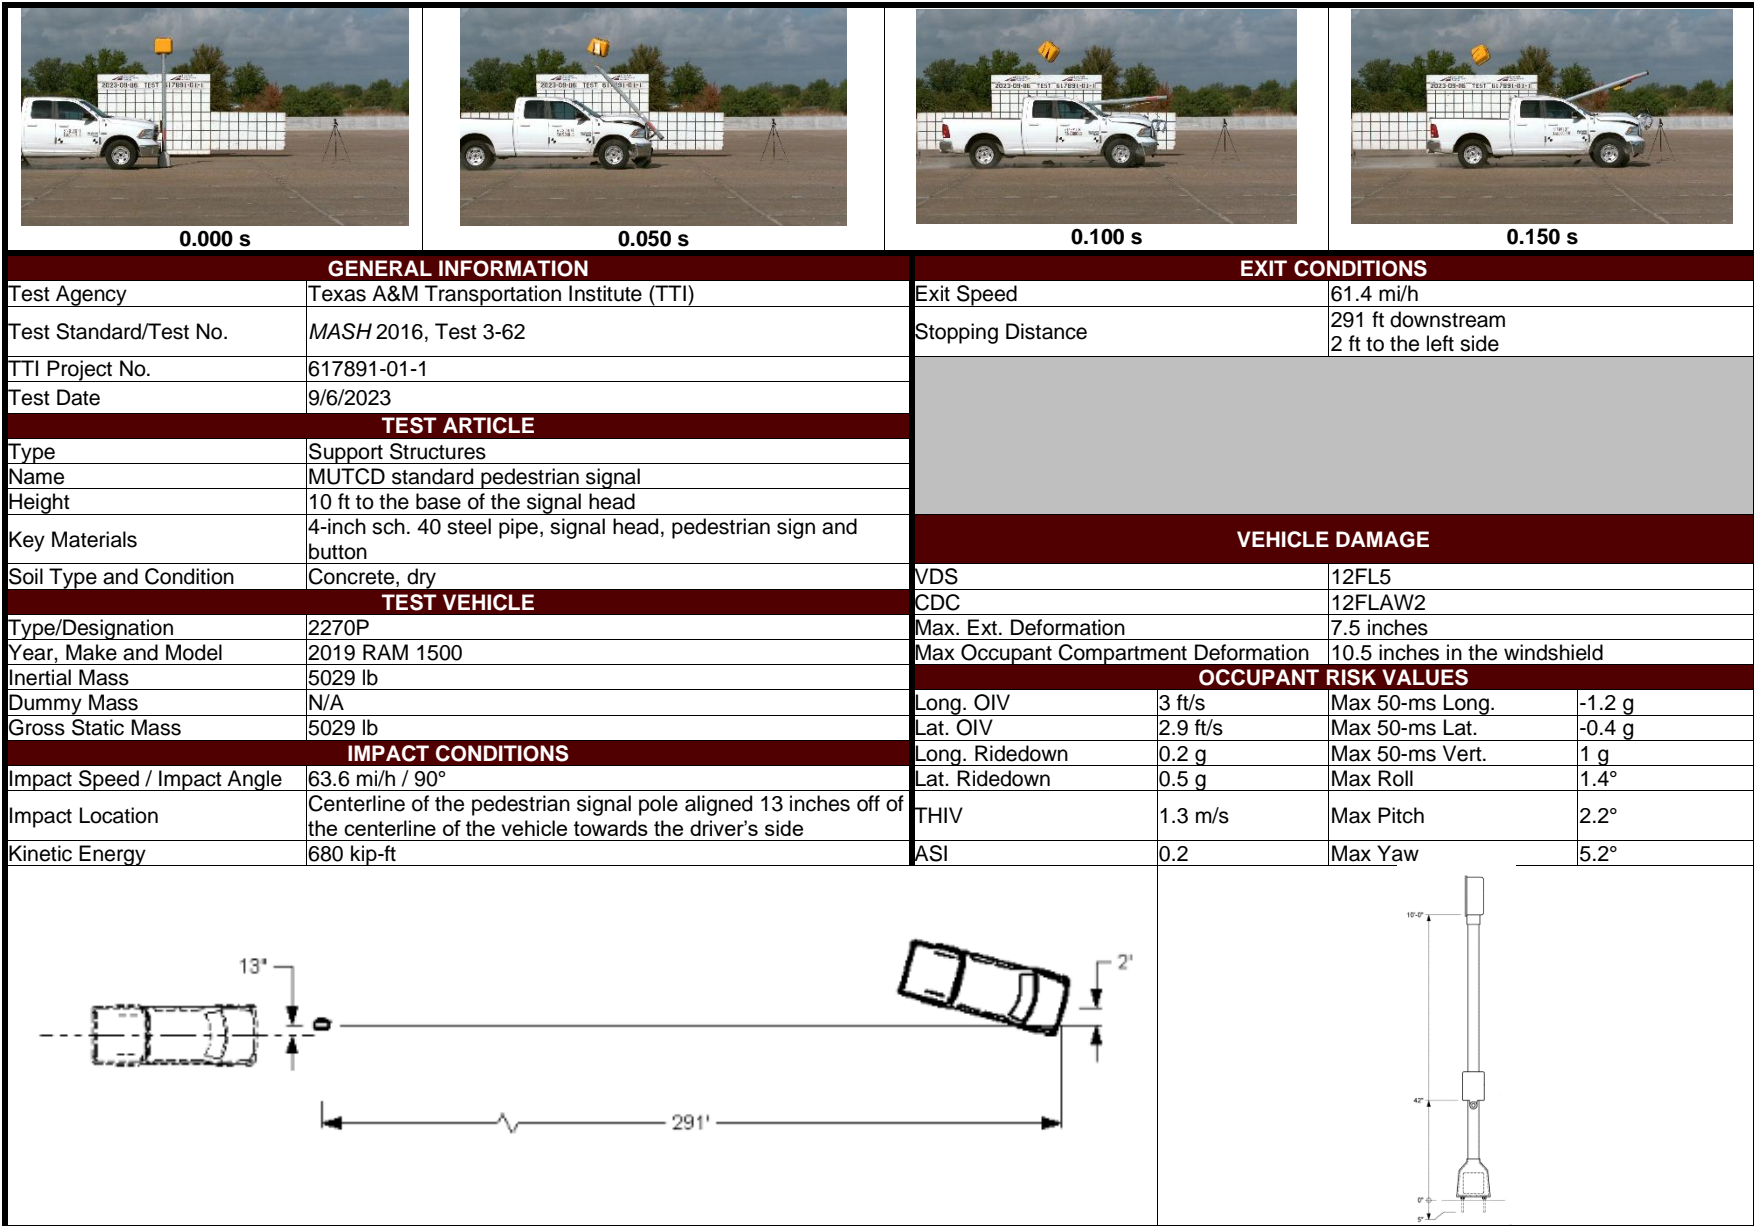 2023-09-06 TEST 617891-01-1
0.000 s
0.050 s
0.100 s
0.150 s
GENERAL INFORMATION
Test Agency Texas A&M Transportation Institute (TTI)
Test Standard/Test No. MASH 2016, Test 3-62
TTI Project No. 617891-01-1
Test Date 9/6/2023
TEST ARTICLE
Type Support Structures
Name MUTCD standard pedestrian signal
Height 10 ft to the base of the signal head
Key Materials 4-inch sch. 40 steel pipe, signal head, pedestrian sign and
button
Soil Type and Condition Concrete, dry
TEST VEHICLE
Type/Designation 2270P
Year, Make and Model 2019 RAM 1500
Inertial Mass 5029 lb
Dummy Mass N/A
Gross Static Mass 5029 lb
IMPACT CONDITIONS
Impact Speed / Impact Angle 63.6 mi/h / 90°
Impact Location Centerline of the pedestrian signal pole aligned 13 inches off of
the centerline of the vehicle towards the driver's side
Kinetic Energy 680 kip-ft
EXIT CONDITIONS
Exit Speed 61.4 mi/h
Stopping Distance 291 ft downstream
2 ft to the left side
VEHICLE DAMAGE
VDS 12FL5
CDC 12FLAW2
Max. Ext. Deformation 7.5 inches
Max Occupant Compartment Deformation 10.5 inches in the windshield
OCCUPANT RISK VALUES
Long. OIV 3 ft/s Max 50-ms Long. -1.2 g
Lat. OIV 2.9 ft/s Max 50-ms Lat. -0.4 g
Long. Ridedown 0.2 g Max 50-ms Vert. 1 g
Lat. Ridedown 0.5 g Max Roll 1.4°
THIV 1.3 m/s Max Pitch 2.2°
ASI 0.2 Max Yaw 5.2°
13"
2'
291'
10'-0"
42"
0"
5"